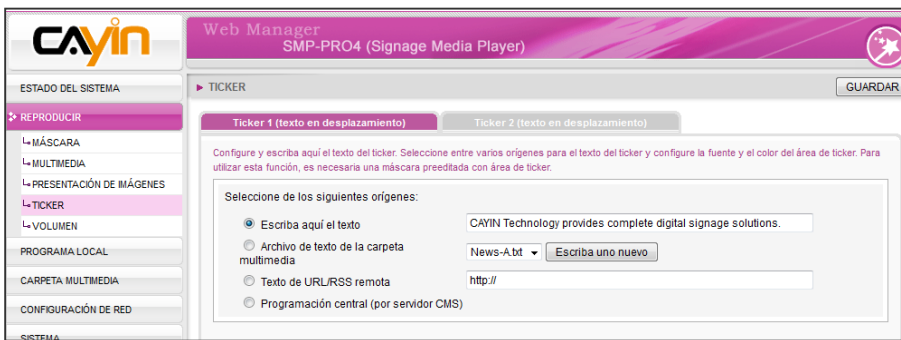 CAYIN
Web Manager
SMP-PRO4 (Signage Media Player)
ESTADO DEL SISTEMA
REPRODUCIR
MÁSCARA
MULTIMEDIA
PRESENTACIÓN DE IMÁGENES
TICKER
VOLUMEN
PROGRAMA LOCAL
CARPETA MULTIMEDIA
CONFIGURACIÓN DE RED
SISTEMA
TICKER
GUARDAR
Ticker 1 (texto en desplazamiento)
Ticker 2 (texto en desplazamiento)
Configure y escriba aquí el texto del ticker. Seleccione entre varios orígenes para el texto del ticker y configure la fuente y el color del área de ticker. Para
utilizar esta función, es necesaria una máscara preeditada con área de ticker.
Seleccione de los siguientes orígenes:
Escriba aquí el texto
CAYIN Technology provides complete digital signage solutions.
Archivo de texto de la carpeta
multimedia
News-A.txt
Escriba uno nuevo
Texto de URL/RSS remota
http://
Programación central (por servidor CMS)